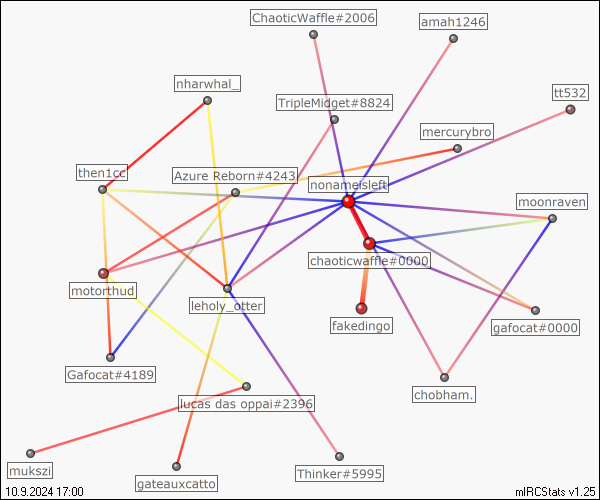 ChaoticWaffle#2006
amah1246
nharwhal_
tt532
TripleMidget#8824
mercurybro
then1cc
Azure Reborn#4243
nonameisleft
moonraven
chaoticwaffle#0000
motorthud
leholy_otter
fakedingo
gafocat#0000
Gafocat#4189
chobham.
lucas das oppai#2396
mukszi
gateauxcatto
Thinker#5995
10.9.2024 17:00
mIRCStats v1.25